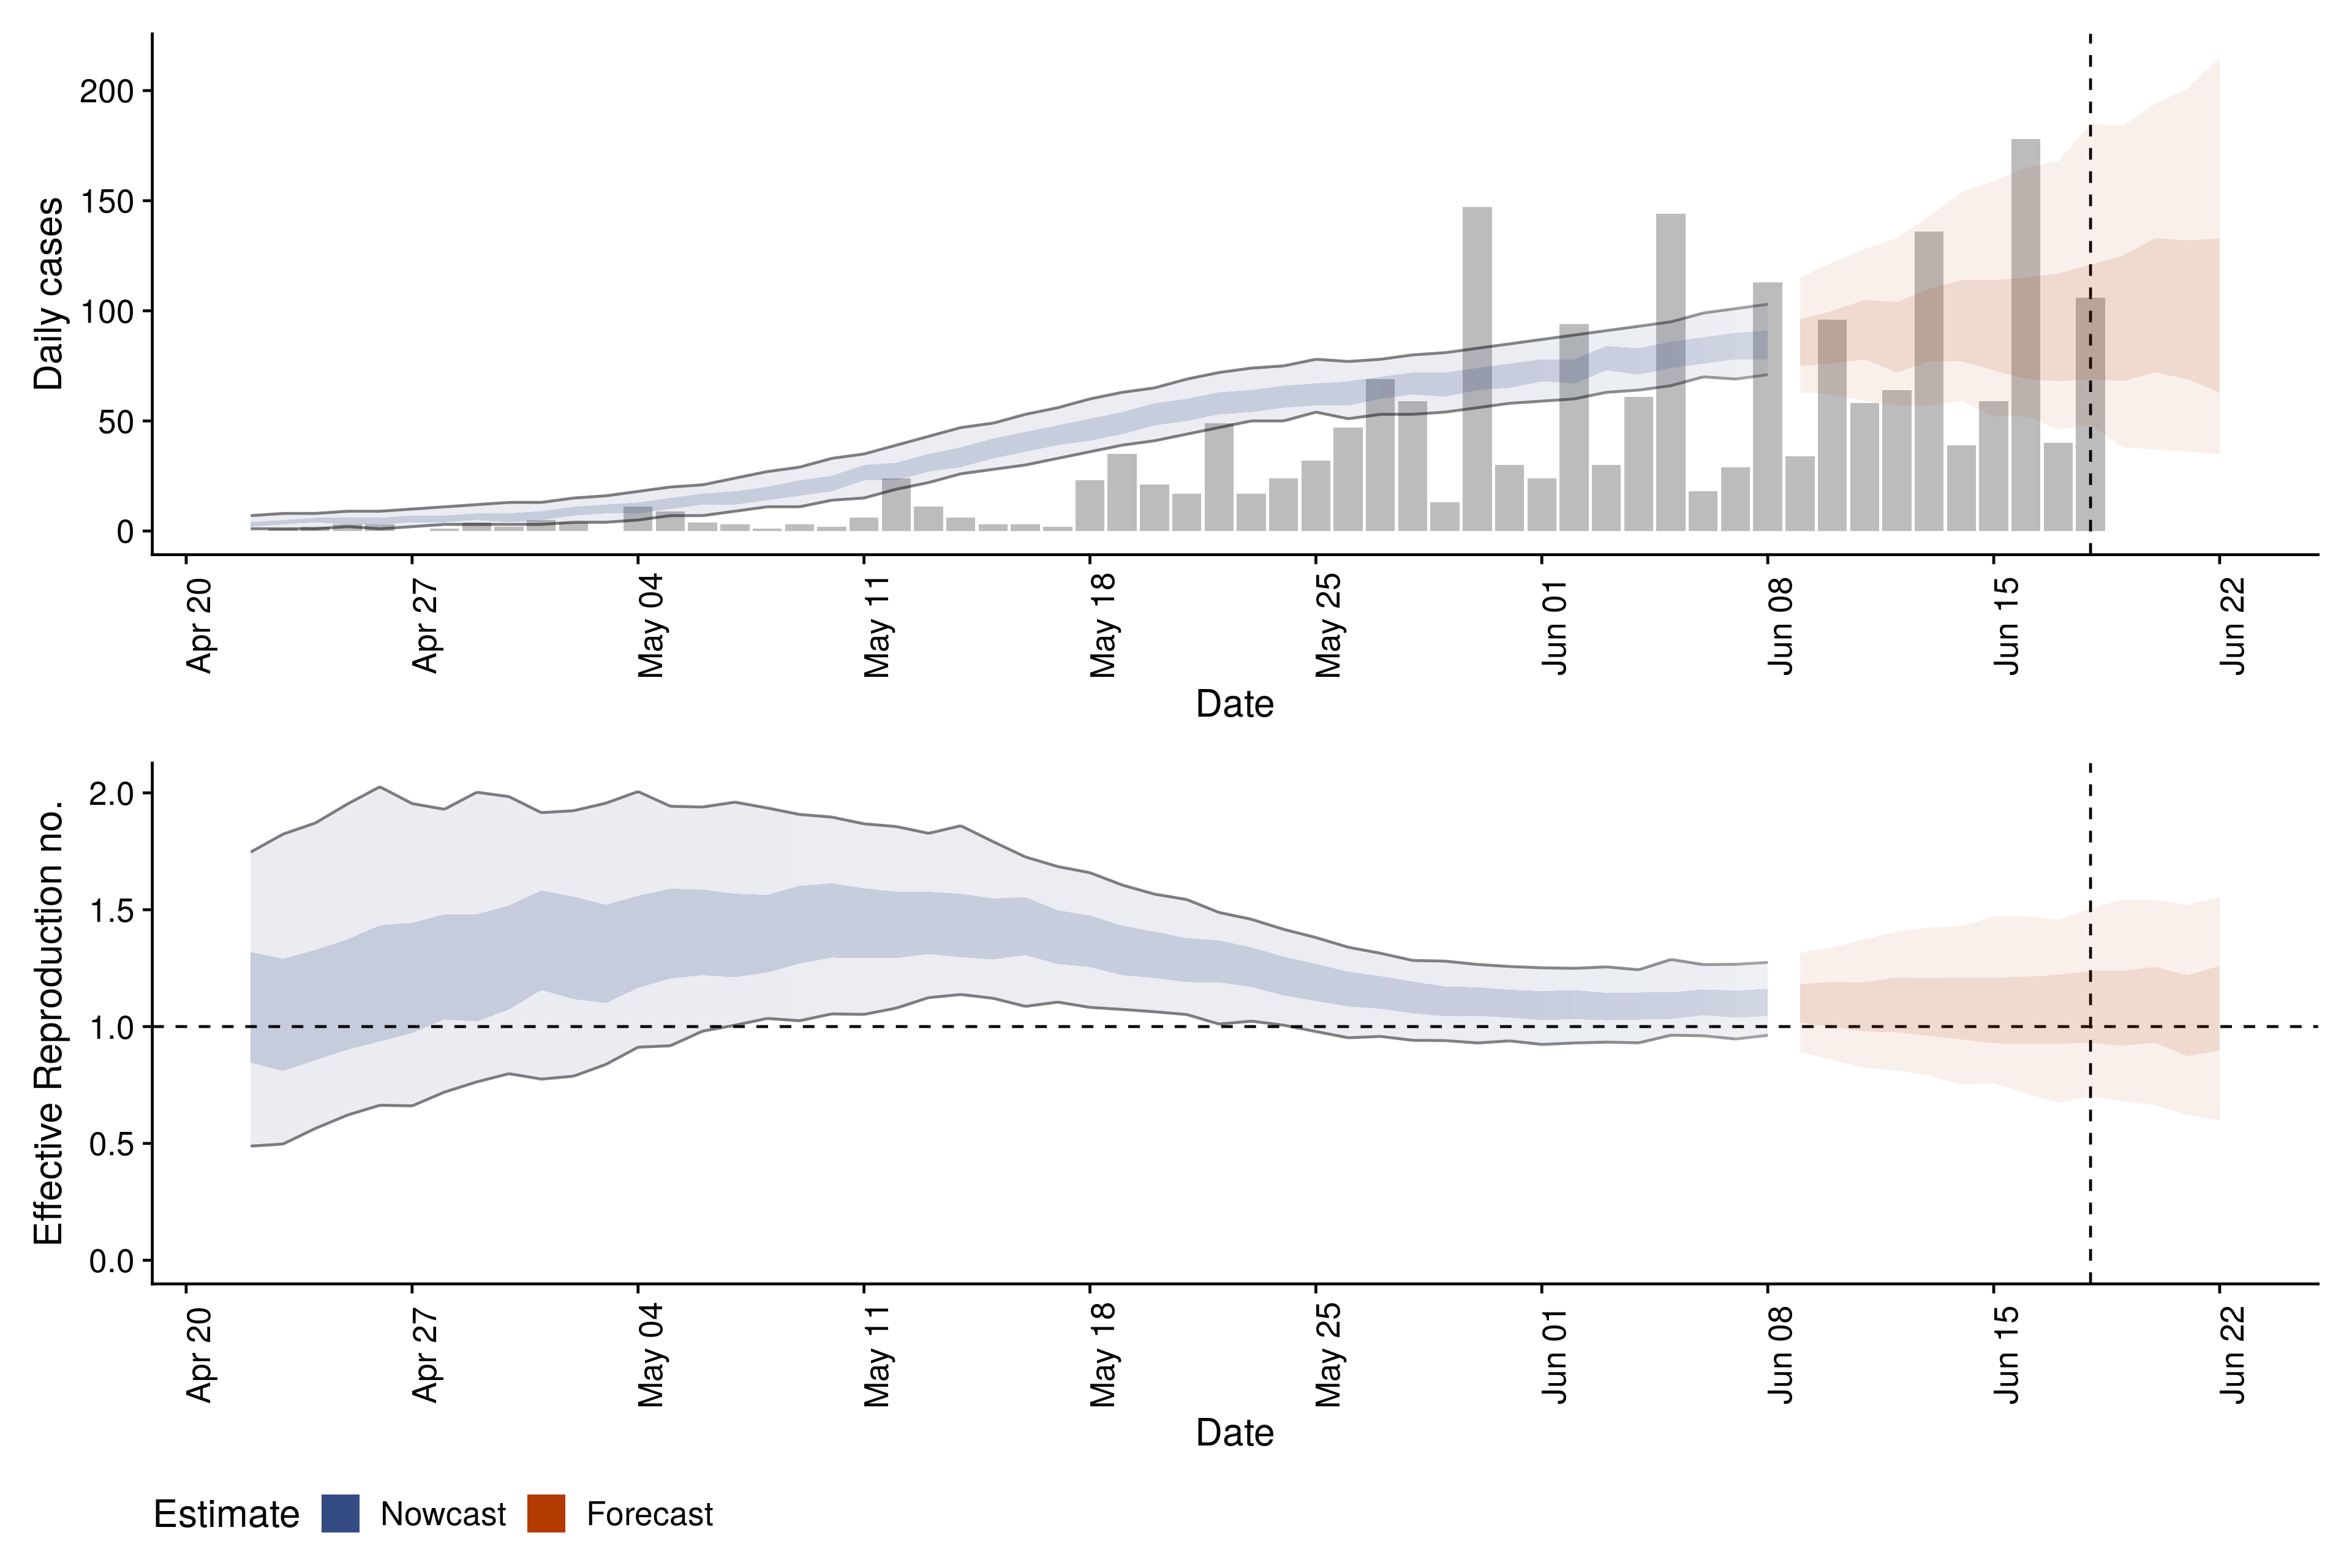 Daily cases
200
150
100
50
0
Apr 20
Apr 27
May 04
May 11
May 18
May 25
Jun 01
Jun 08
Jun 15
Jun 22
Date
Effective Reproduction no.
2.0
1.5
1.0
0.5
0.0
Apr 20
Apr 27
May 04
May 11
May 18
May 25
Jun 01
Jun 08
Jun 15
Jun 22
Date
Estimate Nowcast Forecast